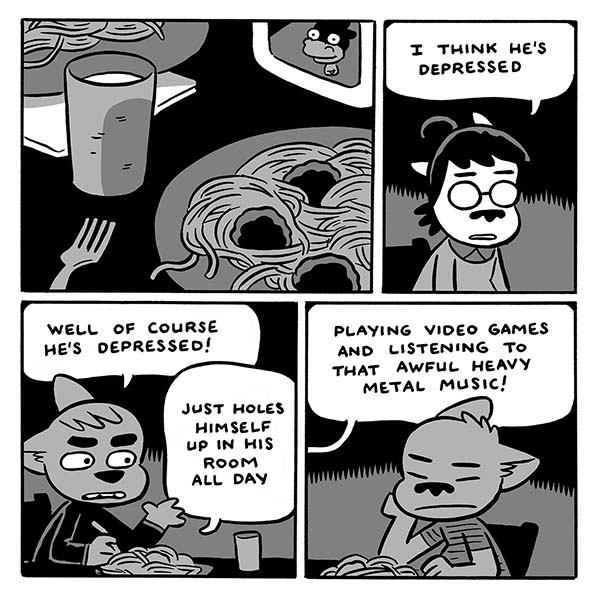 I THINK HE'S
DEPRESSED
WELL OF COURSE
HE'S DEPRESSED!
JUST HOLES
HIMSELF
UP IN HIS
ROOM
ALL DAY
PLAYING VIDEO GAMES
AND LISTENING TO
THAT AWFUL HEAVY
METAL MUSIC!